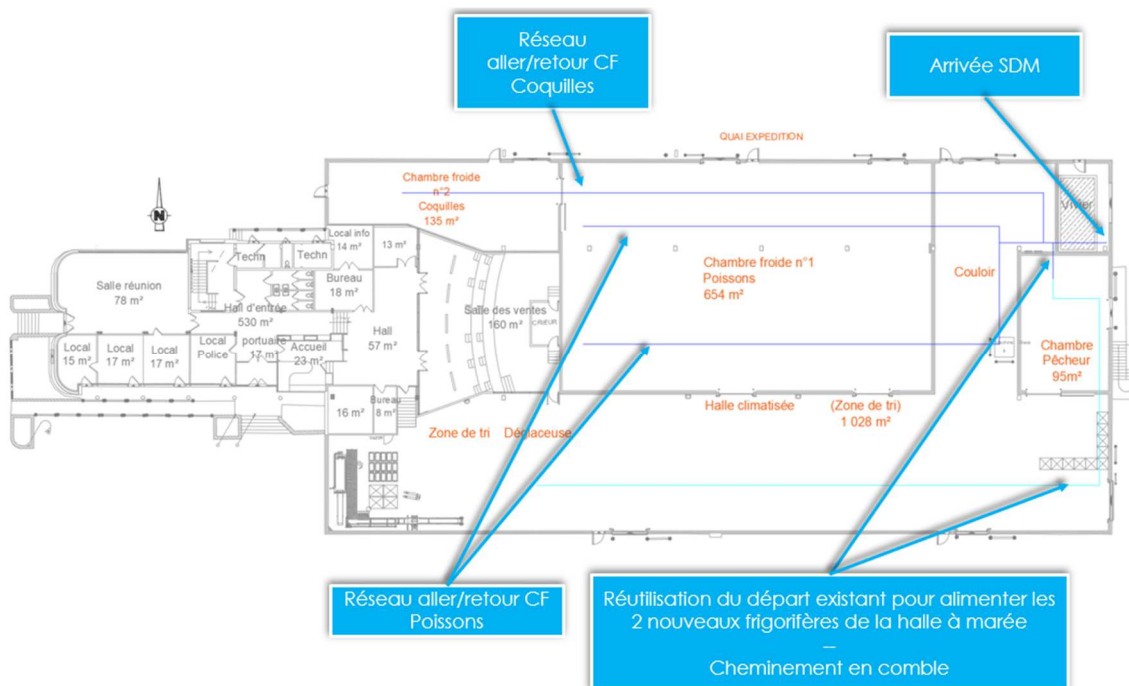 Réseau
aller/retour CF
Coquilles
Arrivée SDM
QUAI EXPEDITION
Chambre froide
n°2
Coquilles
135 m²
Vivier
N
Local info
14 m²
13 m²
Techn
Techn
Bureau
18 m²
Salle réunion
78 m²
Hall d'entrée
530 m²
Salle des ventes
160 m²
CRIEUR
Chambre froide n°1
Poissons
654 m²
Couloir
Hall
57 m²
Local
15 m²
Local
17 m²
Local
17 m²
Local
Police
portuaire
17 m²
Accueil
23 m²
Chambre
Pêcheur
95m²
16 m²
Bureau
8 m²
Halle climatisée
(Zone de tri)
1 028 m²
Zone de tri
Déglaceuse
Réseau aller/retour CF
Poissons
Réutilisation du départ existant pour alimenter les
2 nouveaux frigorifères de la halle à marée
–
Cheminement en comble